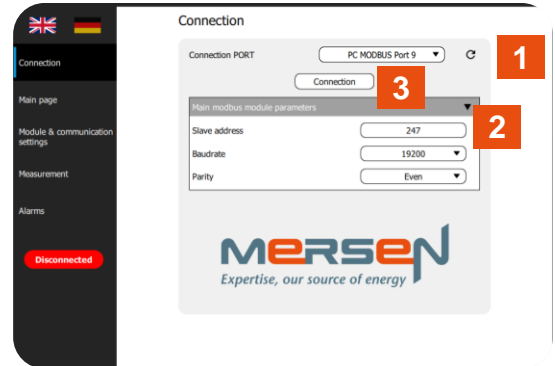 Connection
Connection PORT
PC MODBUS Port 9
1
Connection
3
Connection
Main page
Module & communication
settings
Measurement
Alarms
Disconnected
Main modbus module parameters
2
Slave address
247
Baudrate
19200
Parity
Even
MERSEN
Expertise, our source of energy